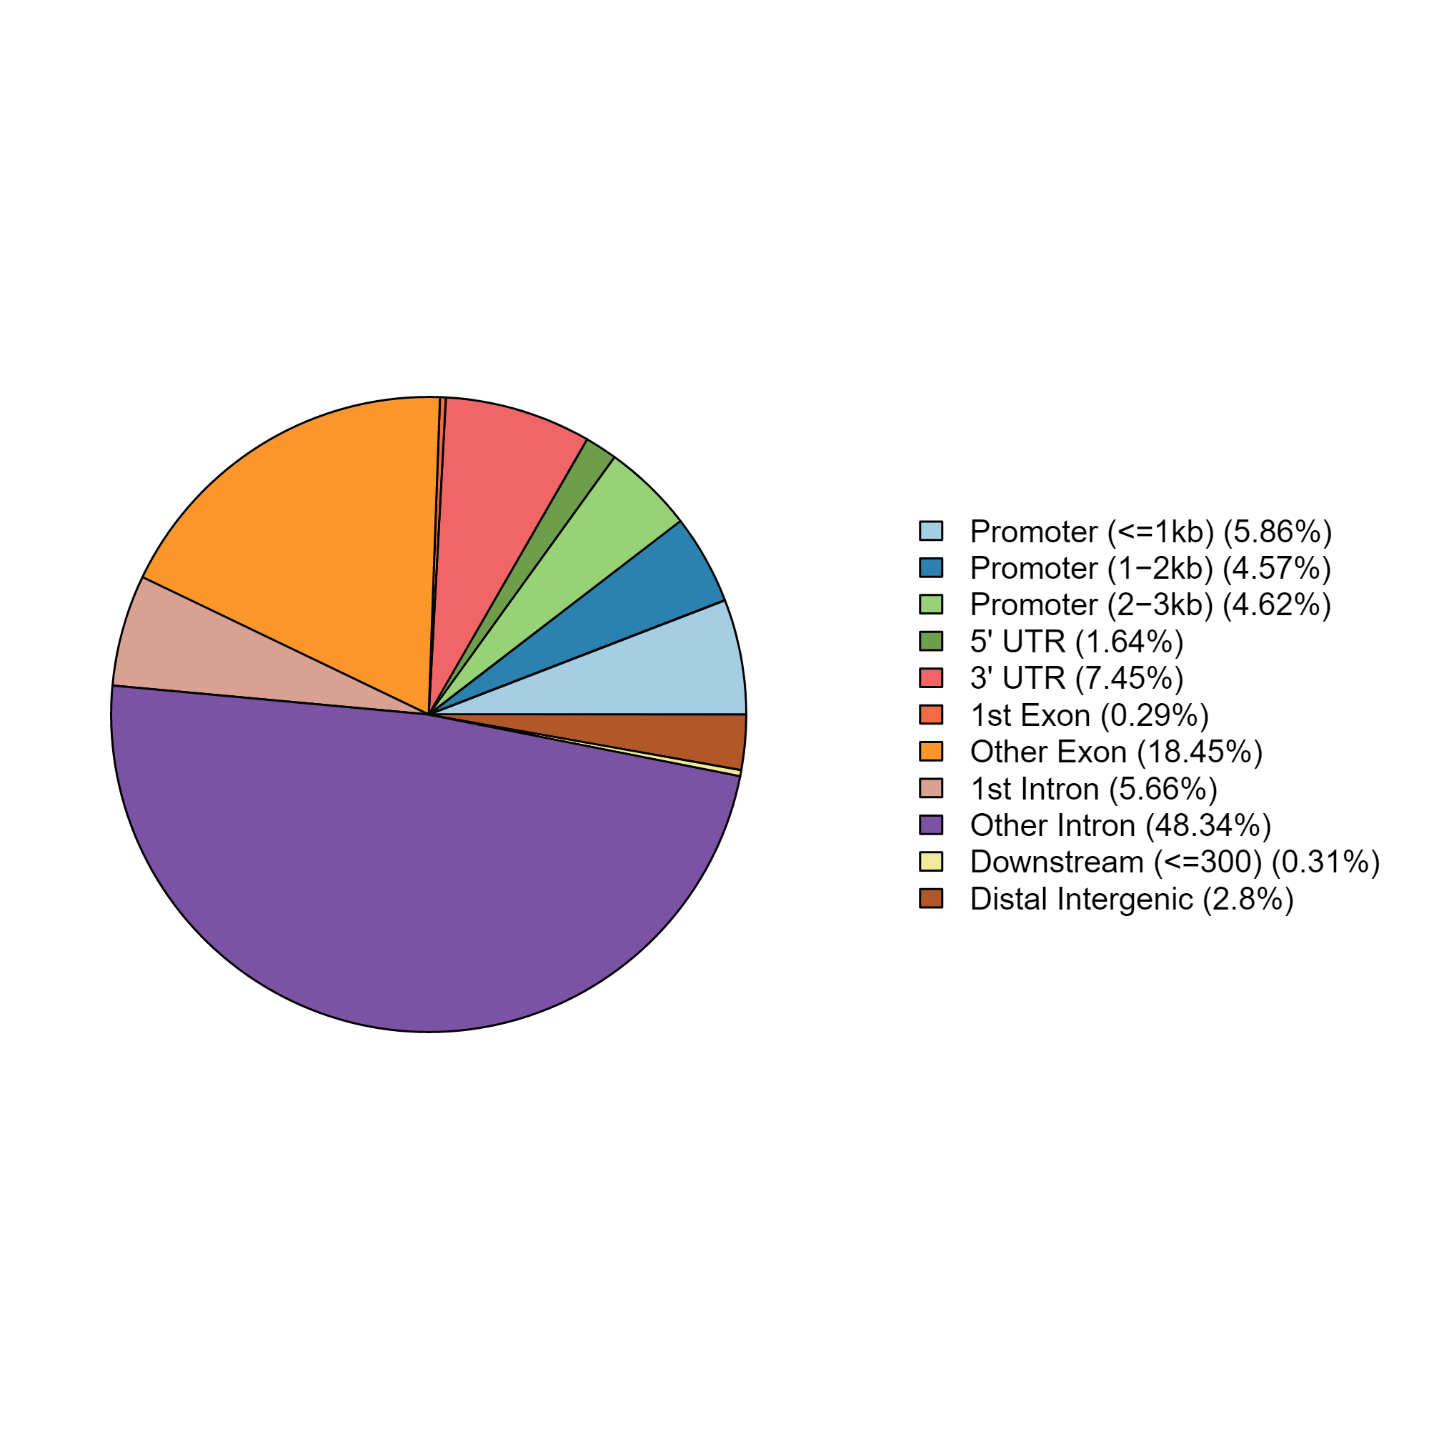 Promoter (<=1kb) (5.86%)
Promoter (1−2kb) (4.57%)
Promoter (2−3kb) (4.62%)
5' UTR (1.64%)
3' UTR (7.45%)
1st Exon (0.29%)
Other Exon (18.45%)
1st Intron (5.66%)
Other Intron (48.34%)
Downstream (<=300) (0.31%)
Distal Intergenic (2.8%)